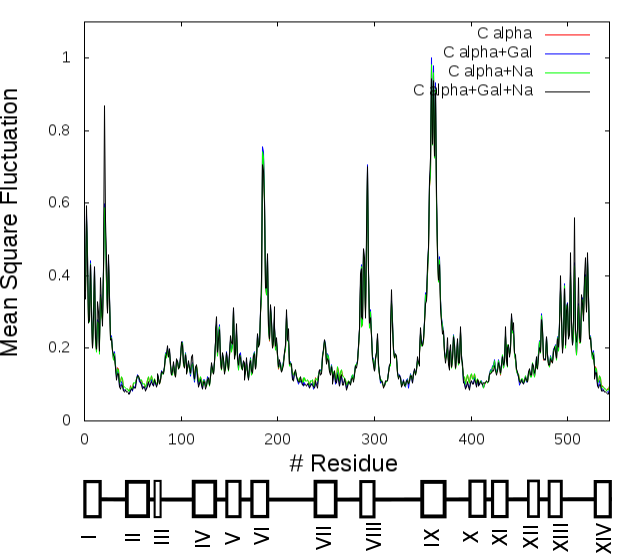 Mean Square Fluctuation
1
0.8
0.6
0.4
0.2
0
C alpha
C alpha+Gal
C alpha+Na
C alpha+Gal+Na
0 100 200 300 400 500
# Residue
I II III IV V VI VII VIII IX X XI XII XIII XIV